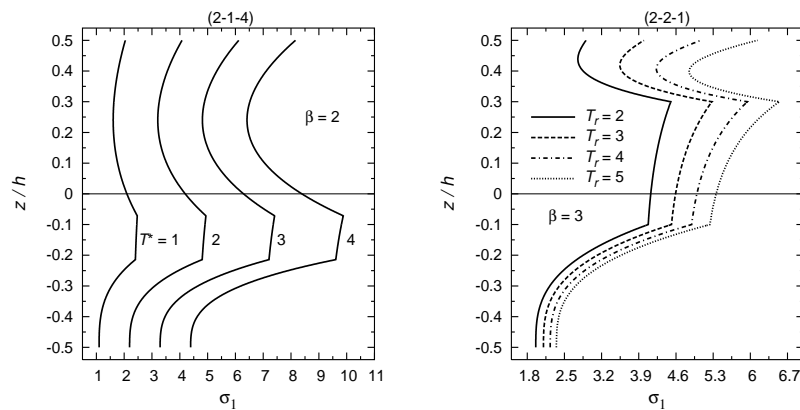 (2-1-4)
0.5
0.4
0.3
0.2
0.1
0
-0.1
-0.2
-0.3
-0.4
-0.5
z / h
β = 2
T* = 1
2
3
4
1 2 3 4 5 6 7 8 9 10 11
σ1
(2-2-1)
0.5
0.4
0.3
0.2
0.1
0
-0.1
-0.2
-0.3
-0.4
-0.5
z / h
Tr = 2
Tr = 3
Tr = 4
Tr = 5
β = 3
1.8 2.5 3.2 3.9 4.6 5.3 6 6.7
σ1